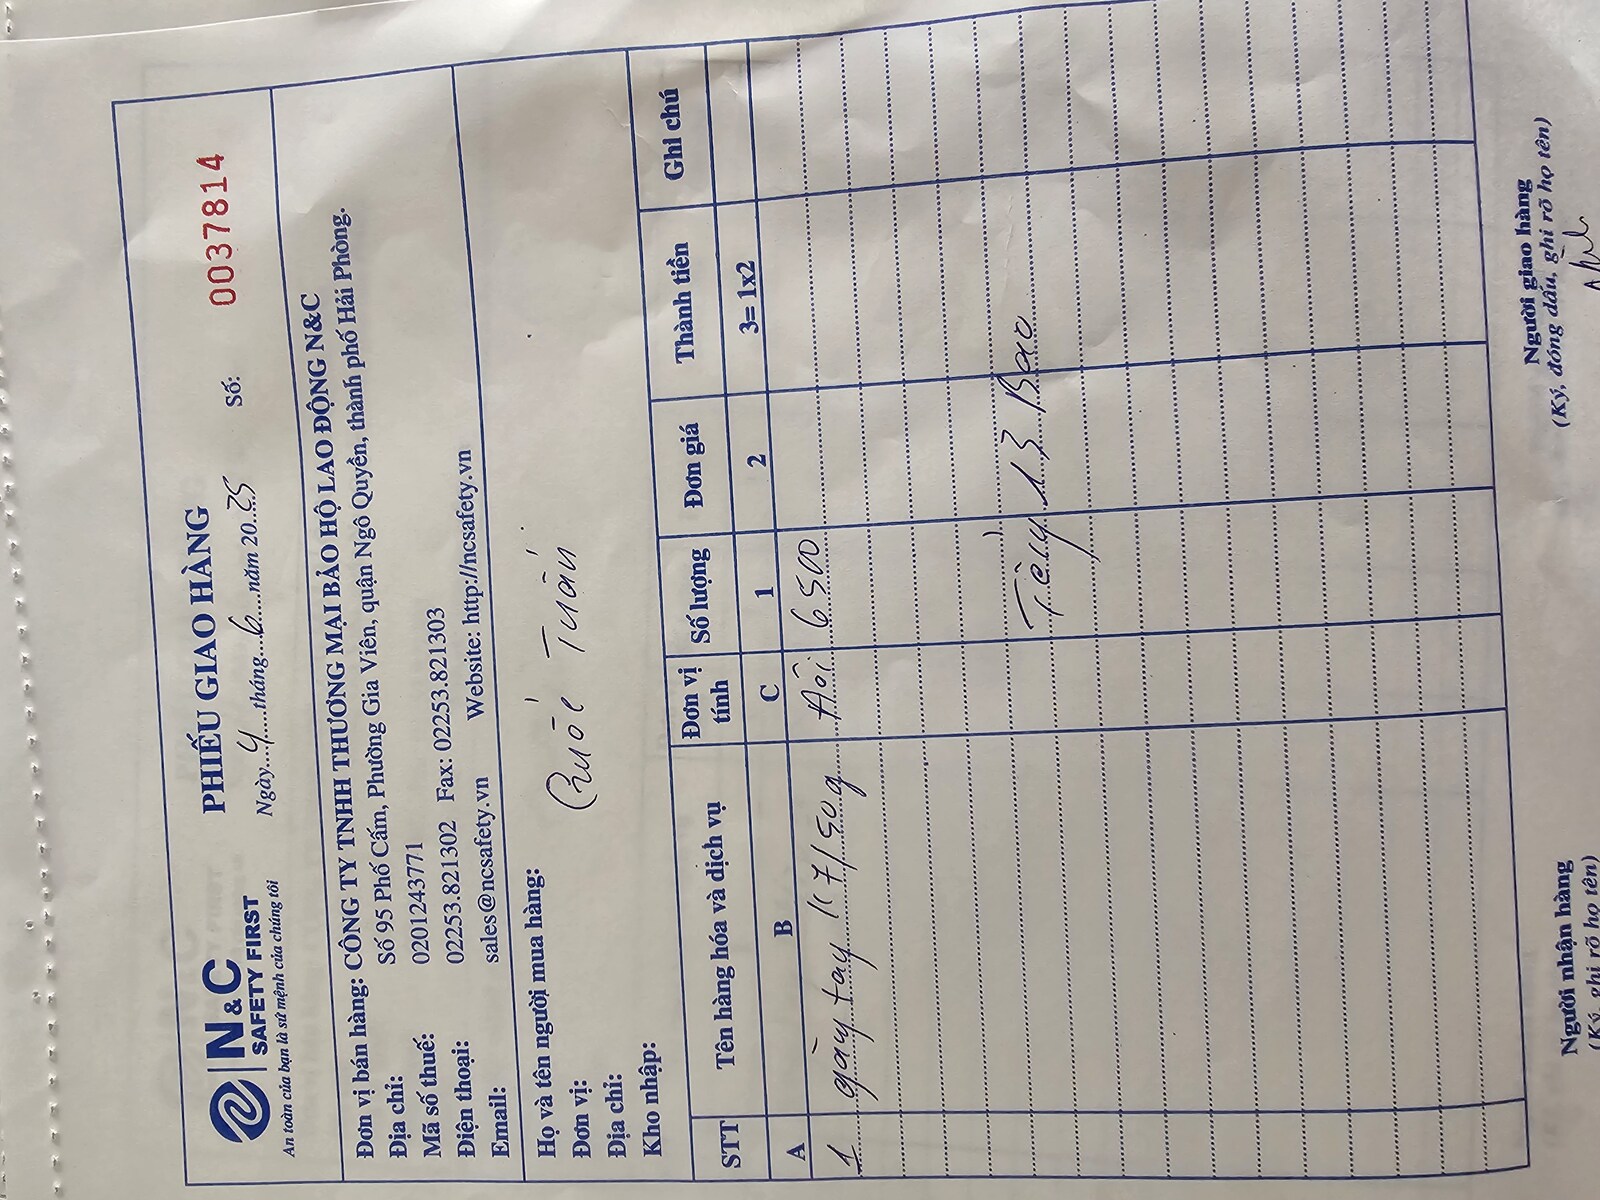 N&C
SAFETY FIRST
An toàn của bạn là sứ mệnh của chúng tôi
PHIẾU GIAO HÀNG
Ngày...4....tháng...6....năm 20.25
Số: 0037814
Đơn vị bán hàng: CÔNG TY TNHH THƯƠNG MẠI BẢO HỘ LAO ĐỘNG N&C
Địa chỉ: Số 95 Phố Cấm, Phường Gia Viên, quận Ngô Quyền, thành phố Hải Phòng.
Mã số thuế: 0201243771
Điện thoại: 02253.821302 Fax: 02253.821303
Email: sales@ncsafety.vn Website: http://ncsafety.vn
Họ và tên người mua hàng:
Đơn vị: Quốc Tuấn
Địa chỉ:
Kho nhập:
STT Tên hàng hóa và dịch vụ Đơn vị tính Số lượng Đơn giá Thành tiền Ghi chú
A B C 1 2 3= 1x2
1 găng tay K7/50g Đôi 6500
13 Bao
Người nhận hàng
(Ký, ghi rõ họ tên)
Người giao hàng
(Ký, đóng dấu, ghi rõ họ tên)